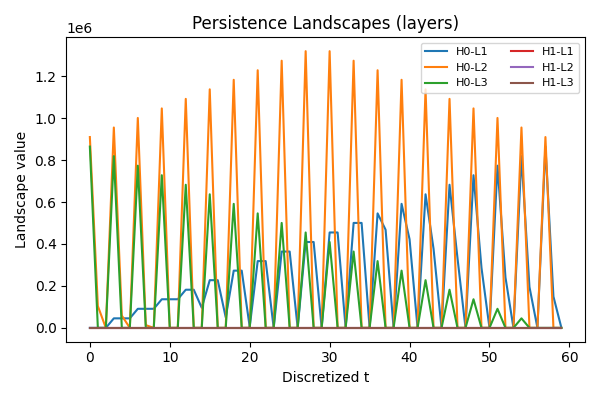 Persistence Landscapes (layers)
1e6
H0-L1
H0-L2
H0-L3
H1-L1
H1-L2
H1-L3
1.2
1.0
0.8
0.6
0.4
0.2
0.0
Landscape value
0 10 20 30 40 50 60
Discretized t